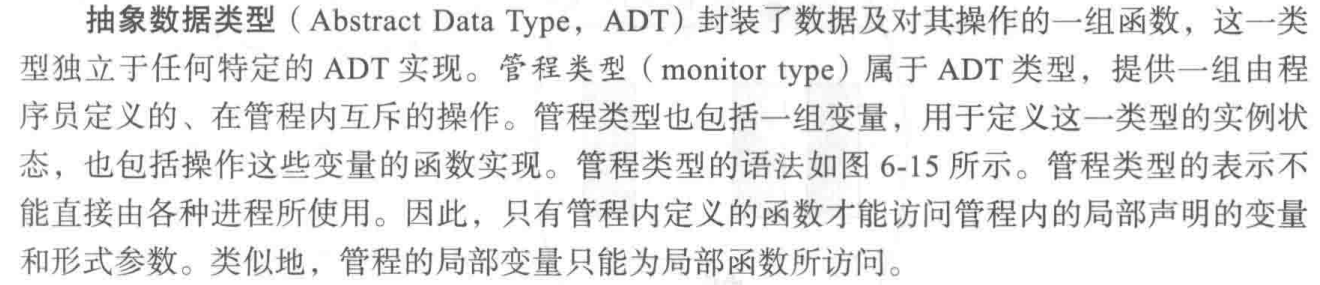 抽象数据类型（Abstract Data Type，ADT）封装了数据及对其操作的一组函数，这一类
型独立于任何特定的 ADT 实现。管程类型（monitor type）属于 ADT 类型，提供一组由程
序员定义的、在管程内互斥的操作。管程类型也包括一组变量，用于定义这一类型的实例状
态，也包括操作这些变量的函数实现。管程类型的语法如图 6-15 所示。管程类型的表示不
能直接由各种进程所使用。因此，只有管程内定义的函数才能访问管程内的局部声明的变量
和形式参数。类似地，管程的局部变量只能为局部函数所访问。